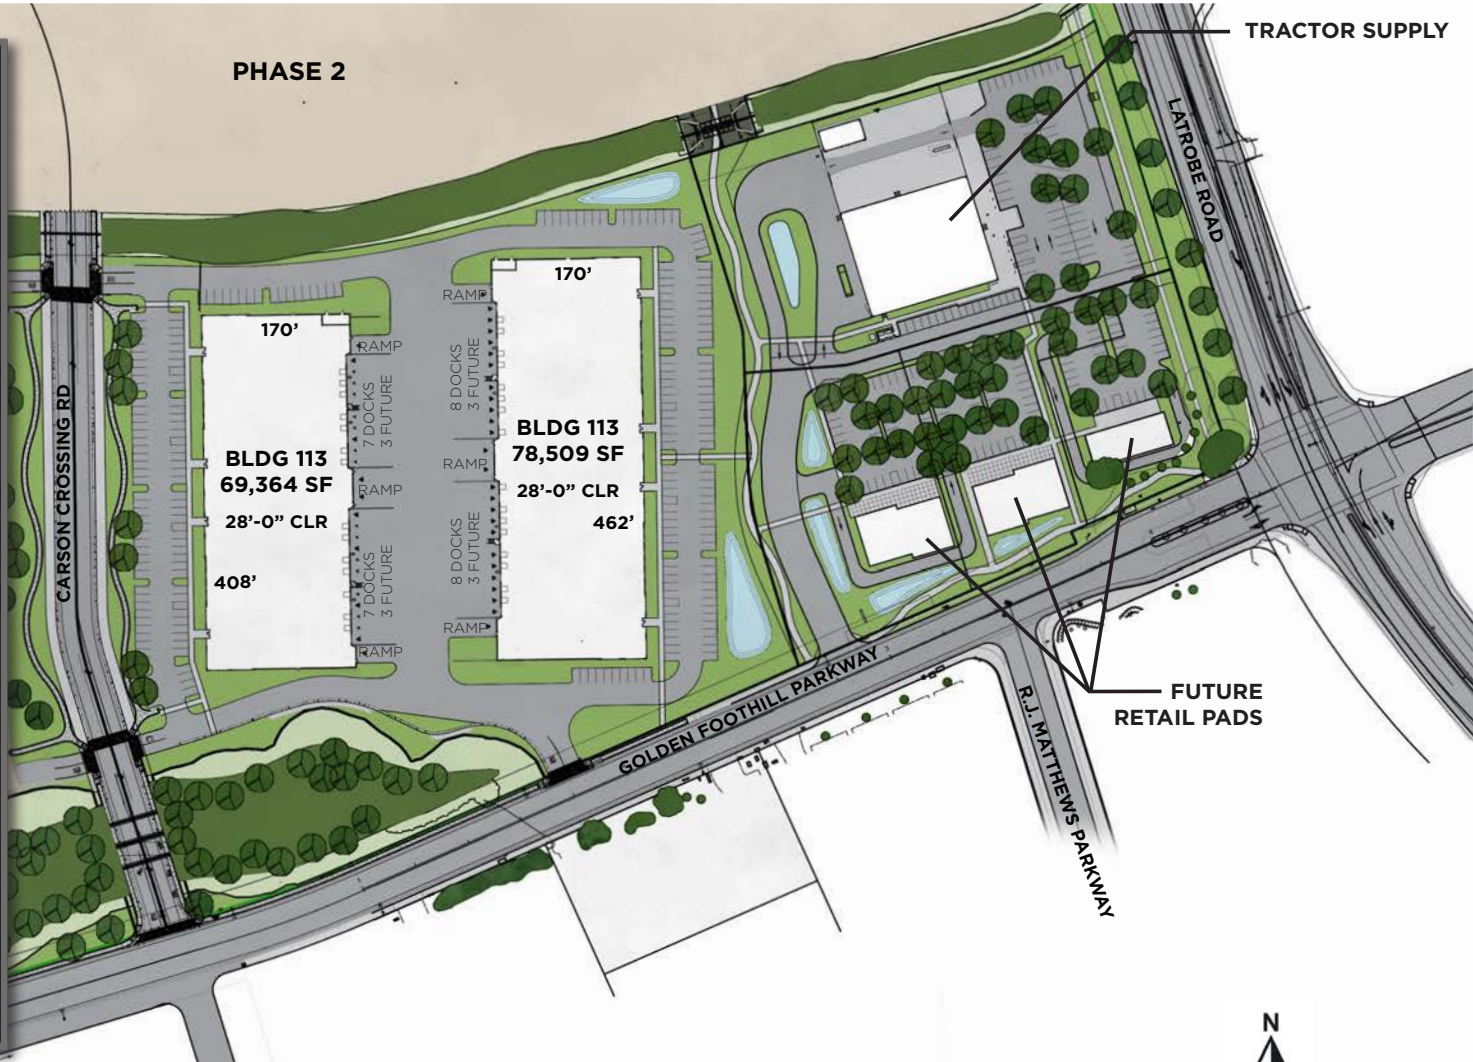 TRACTOR SUPPLY
PHASE 2
LATROBE ROAD
170’
RAMP
170’
RAMP
8 DOCKS
3 FUTURE
7 DOCKS
3 FUTURE
CARSON CROSSING RD
BLDG 113
78,509 SF
28’-0” CLR
462’
BLDG 113
69,364 SF
28’-0” CLR
408’
RAMP
RAMP
8 DOCKS
3 FUTURE
7 DOCKS
3 FUTURE
RAMP
RAMP
GOLDEN FOOTHILL PARKWAY
FUTURE
RETAIL PADS
R.J. MATTHEWS PARKWAY
N